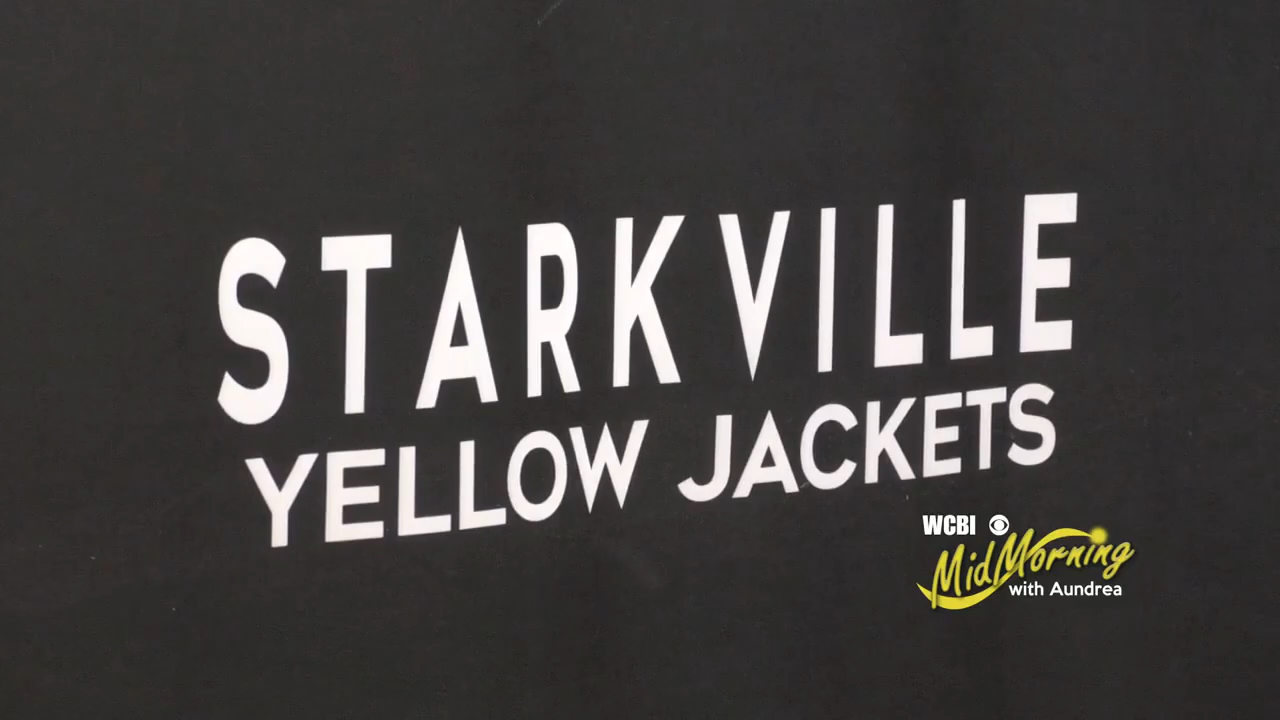 STARKVILLE
YELLOW JACKETS
WCBI
MidMorning
with Aundrea